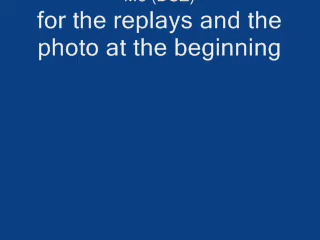 for the replays and the
photo at the beginning